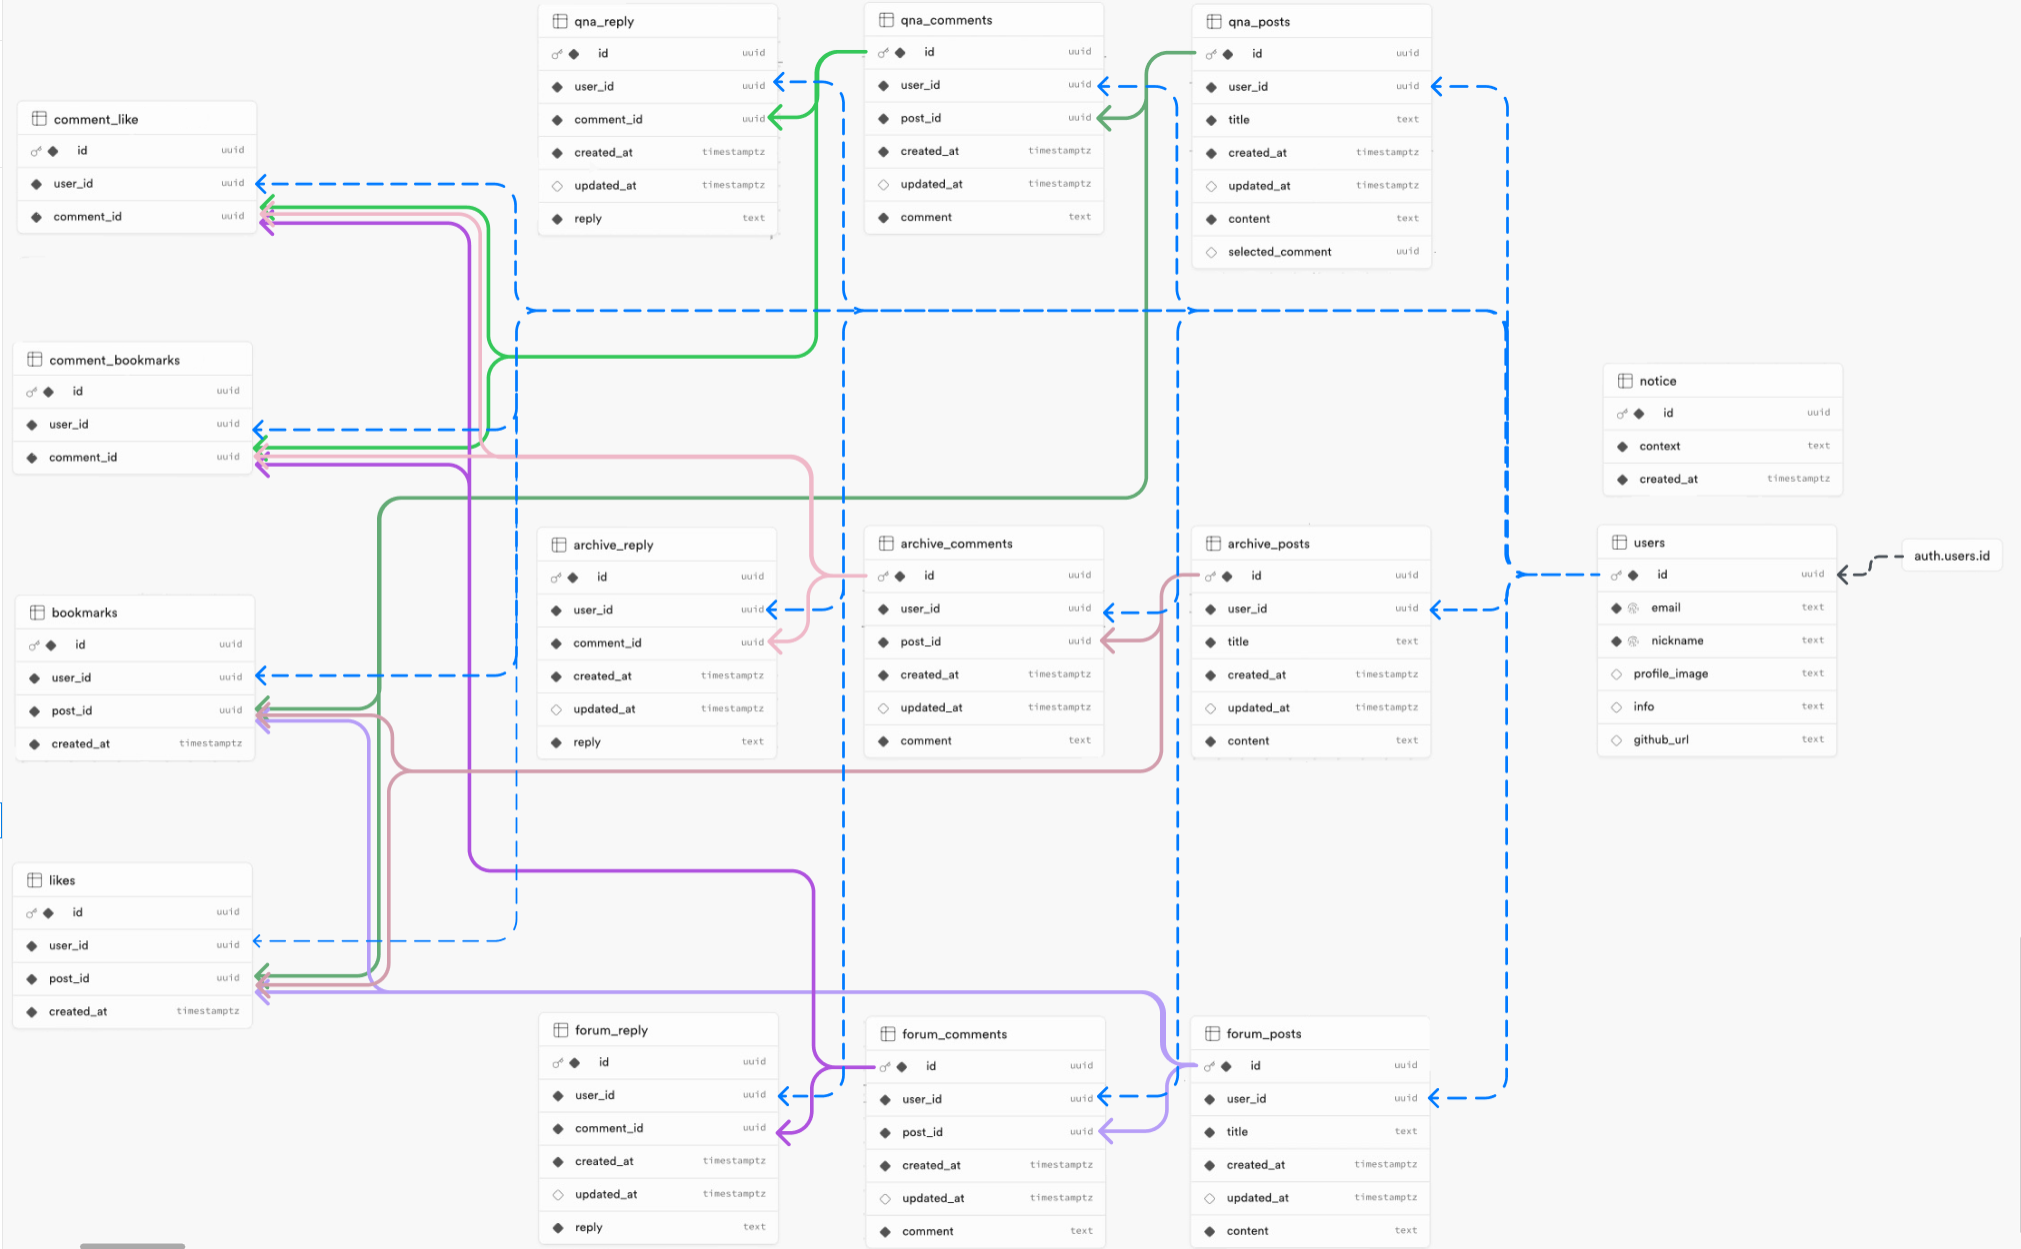 qna_reply
id uuid
user_id uuid
comment_id uuid
created_at timestamptz
updated_at timestamptz
reply text
qna_comments
id uuid
user_id uuid
post_id uuid
created_at timestamptz
updated_at timestamptz
comment text
qna_posts
id uuid
user_id uuid
title text
created_at timestamptz
updated_at timestamptz
content text
selected_comment uuid
comment_like
id uuid
user_id uuid
comment_id uuid
comment_bookmarks
id uuid
user_id uuid
comment_id uuid
notice
id uuid
context text
created_at timestamptz
archive_reply
id uuid
user_id uuid
comment_id uuid
created_at timestamptz
updated_at timestamptz
reply text
archive_comments
id uuid
user_id uuid
post_id uuid
created_at timestamptz
updated_at timestamptz
comment text
archive_posts
id uuid
user_id uuid
title text
created_at timestamptz
updated_at timestamptz
content text
users
id uuid
email text
nickname text
profile_image text
info text
github_url text
auth.users.id
bookmarks
id uuid
user_id uuid
post_id uuid
created_at timestamptz
likes
id uuid
user_id uuid
post_id uuid
created_at timestamptz
forum_reply
id uuid
user_id uuid
comment_id uuid
created_at timestamptz
updated_at timestamptz
reply text
forum_comments
id uuid
user_id uuid
post_id uuid
created_at timestamptz
updated_at timestamptz
comment text
forum_posts
id uuid
user_id uuid
title text
created_at timestamptz
updated_at timestamptz
content text